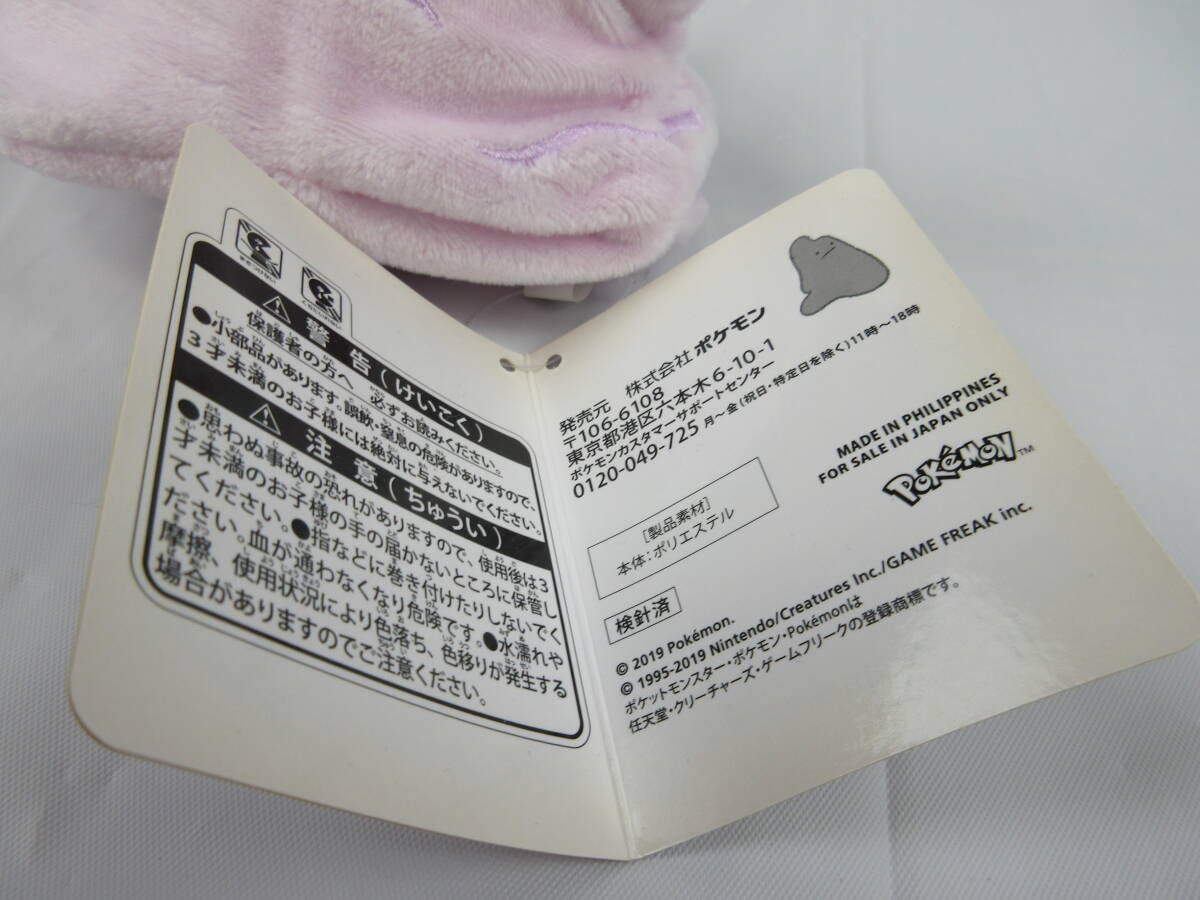 まきつけない
くちにいれない
警告(けいこく)
保護者の方へ 必ずお読みください。
●小部品があります。誤飲・窒息の危険がありますので、
3才未満のお子様には絶対に与えないでください。
注意(ちゅうい)
●思わぬ事故の恐れがありますので、使用後は3
才未満のお子様の手の届かないところに保管し
てください。●指などに巻き付けたりしないでく
ださい。血が通わなくなり危険です。●水濡れや
摩擦、使用状況により色落ち、色移りが発生する
場合がありますのでご注意ください。
発売元 株式会社ポケモン
〒106-6108
東京都港区六本木6-10-1
ポケモンカスタマーサポートセンター
0120-049-725 月～金(祝日・特定日を除く)11時～18時
MADE IN PHILIPPINES
FOR SALE IN JAPAN ONLY
Pokémon™
[製品素材]
本体:ポリエステル
検針済
© 2019 Pokémon.
© 1995-2019 Nintendo/Creatures Inc./GAME FREAK inc.
ポケットモンスター・ポケモン・Pokémonは
任天堂・クリーチャーズ・ゲームフリークの登録商標です。